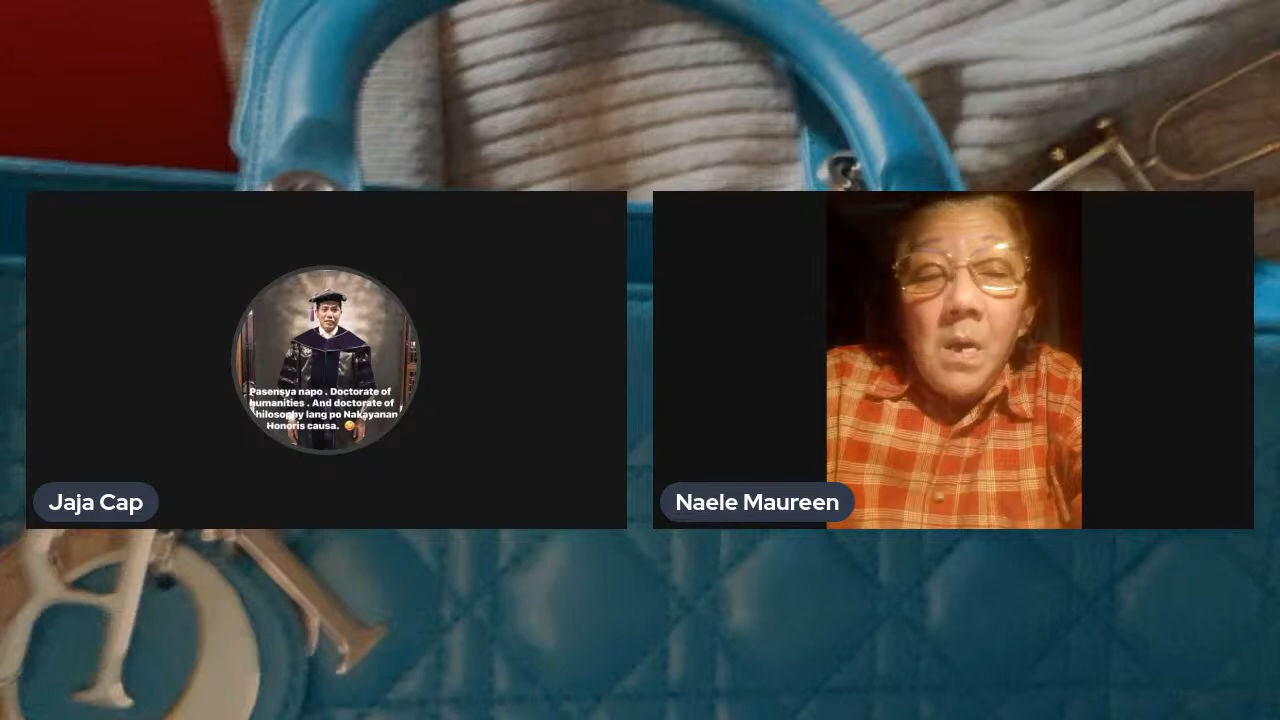 Pasensya napo . Doctorate of
humanities . And doctorate of
hilosophy lang po Nakayanan
Honoris causa. 😅
Jaja Cap
Naele Maureen